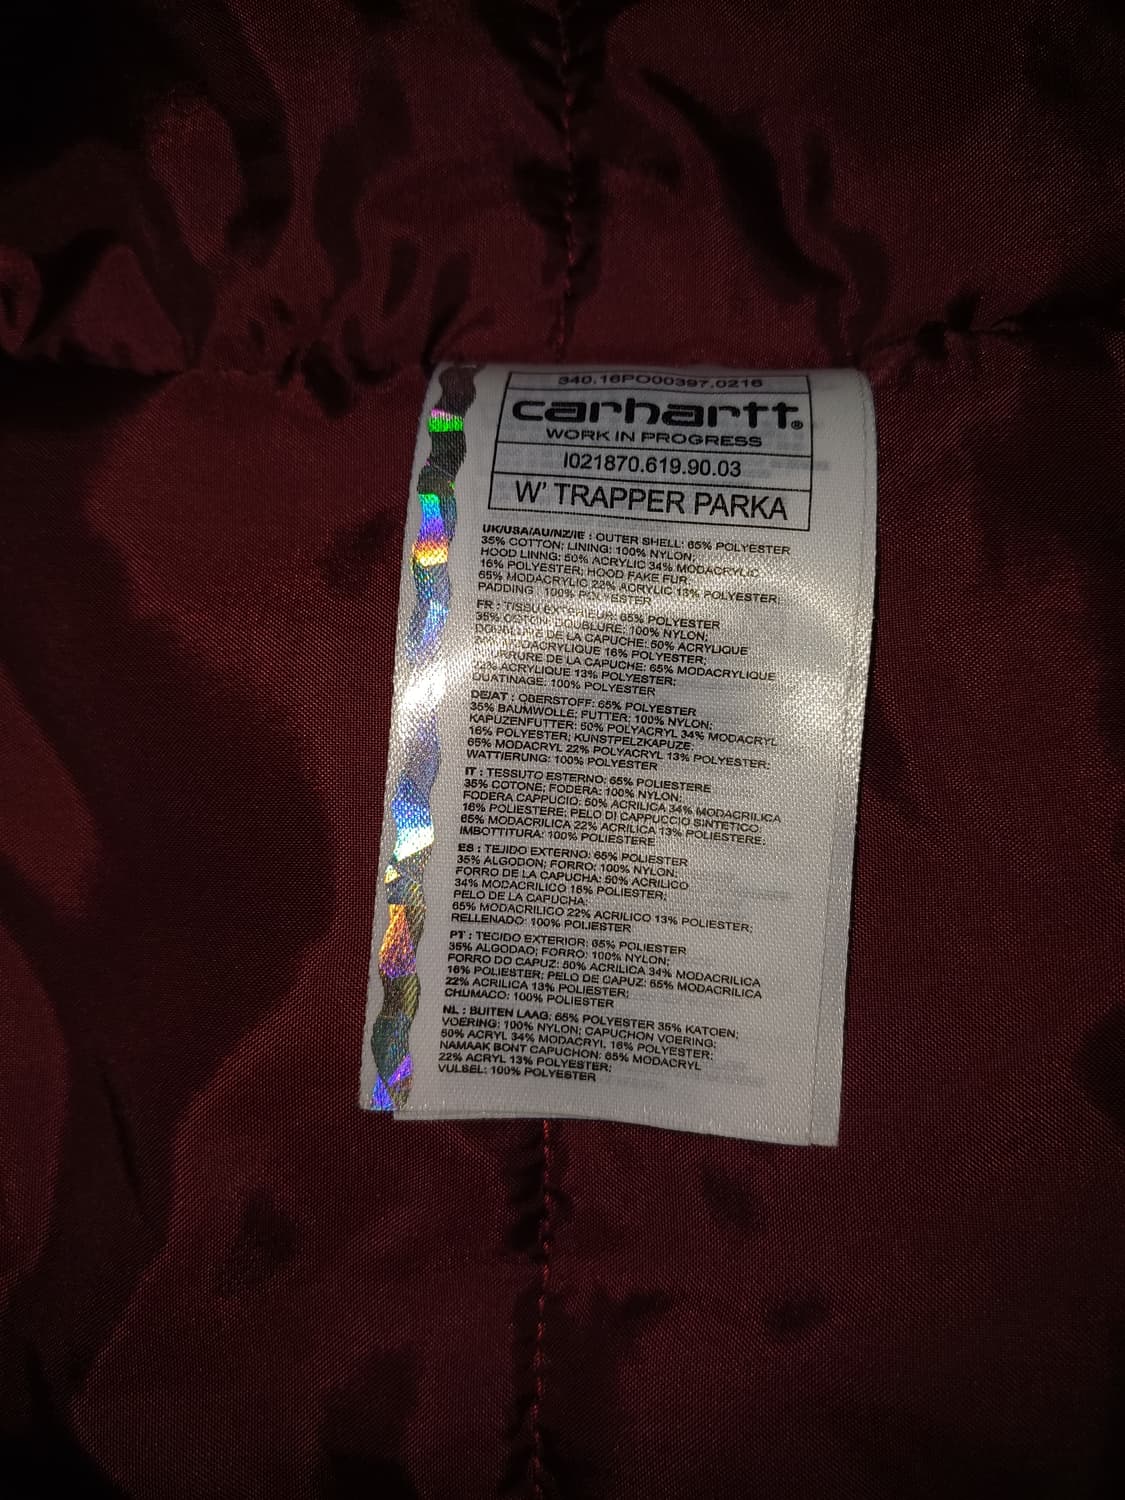 340.16PO00397.0216
carhartt®
WORK IN PROGRESS
I021870.619.90.03
W' TRAPPER PARKA
UK/USA/AU/NZ/IE : OUTER SHELL: 65% POLYESTER
35% COTTON; LINING: 100% NYLON;
HOOD LINNG: 50% ACRYLIC 34% MODACRYLIC
16% POLYESTER; HOOD FAKE FUR:
65% MODACRYLIC 22% ACRYLIC 13% POLYESTER;
PADDING : 100% POLYESTER
FR : TISSU EXTERIEUR: 65% POLYESTER
35% COTON; DOUBLURE: 100% NYLON;
DOUBLURE DE LA CAPUCHE: 50% ACRYLIQUE
34% MODACRYLIQUE 16% POLYESTER;
FOURRURE DE LA CAPUCHE: 65% MODACRYLIQUE
22% ACRYLIQUE 13% POLYESTER;
OUATINAGE: 100% POLYESTER
DE/AT : OBERSTOFF: 65% POLYESTER
35% BAUMWOLLE; FUTTER: 100% NYLON;
KAPUZENFUTTER: 50% POLYACRYL 34% MODACRYL
16% POLYESTER; KUNSTPELZKAPUZE:
65% MODACRYL 22% POLYACRYL 13% POLYESTER;
WATTIERUNG: 100% POLYESTER
IT : TESSUTO ESTERNO: 65% POLIESTERE
35% COTONE; FODERA: 100% NYLON;
FODERA CAPPUCIO: 50% ACRILICA 34% MODACRILICA
16% POLIESTERE; PELO DI CAPPUCCIO SINTETICO:
65% MODACRILICA 22% ACRILICA 13% POLIESTERE;
IMBOTTITURA: 100% POLIESTERE
ES : TEJIDO EXTERNO: 65% POLIESTER
35% ALGODON; FORRO: 100% NYLON;
FORRO DE LA CAPUCHA: 50% ACRILICO
34% MODACRILICO 16% POLIESTER;
PELO DE LA CAPUCHA:
65% MODACRILICO 22% ACRILICO 13% POLIESTER;
RELLENADO: 100% POLIESTER
PT : TECIDO EXTERIOR: 65% POLIESTER
35% ALGODAO; FORRO: 100% NYLON;
FORRO DO CAPUZ: 50% ACRILICA 34% MODACRILICA
16% POLIESTER; PELO DE CAPUZ: 65% MODACRILICA
22% ACRILICA 13% POLIESTER;
CHUMACO: 100% POLIESTER
NL : BUITEN LAAG: 65% POLYESTER 35% KATOEN;
VOERING: 100% NYLON; CAPUCHON VOERING:
50% ACRYL 34% MODACRYL 16% POLYESTER;
NAMAAK BONT CAPUCHON: 65% MODACRYL
22% ACRYL 13% POLYESTER;
VULSEL: 100% POLYESTER